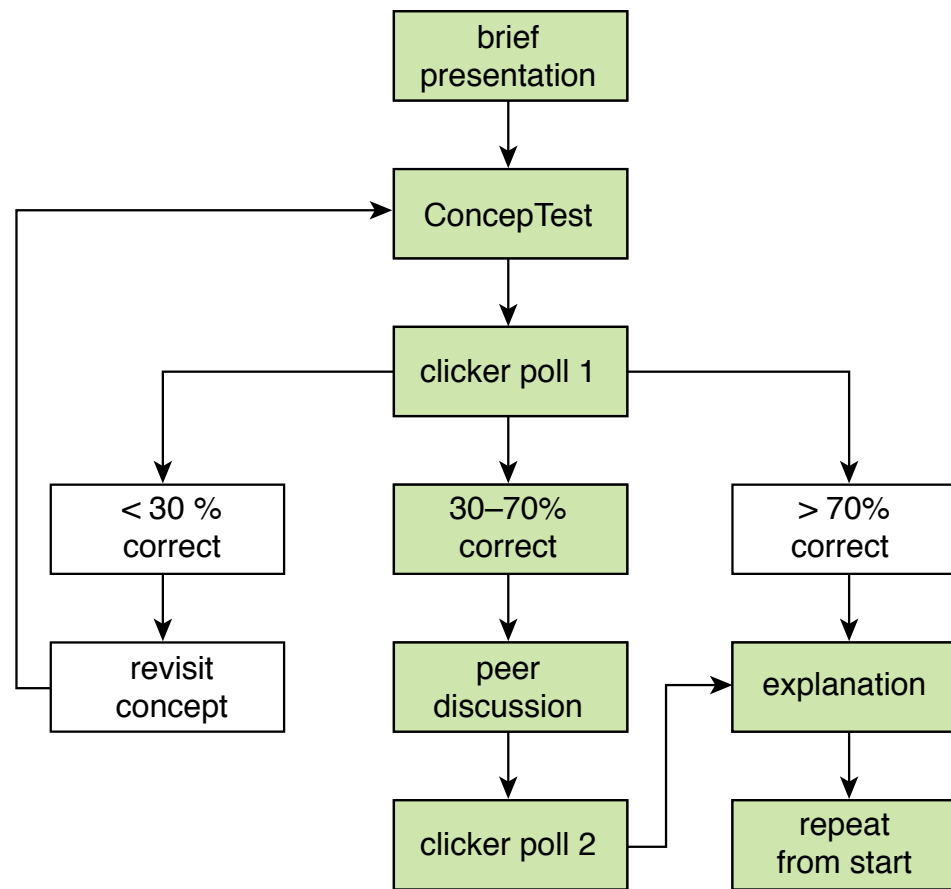 brief
presentation
ConcepTest
clicker poll 1
< 30 %
correct
30–70%
correct
> 70%
correct
revisit
concept
peer
discussion
explanation
clicker poll 2
repeat
from start